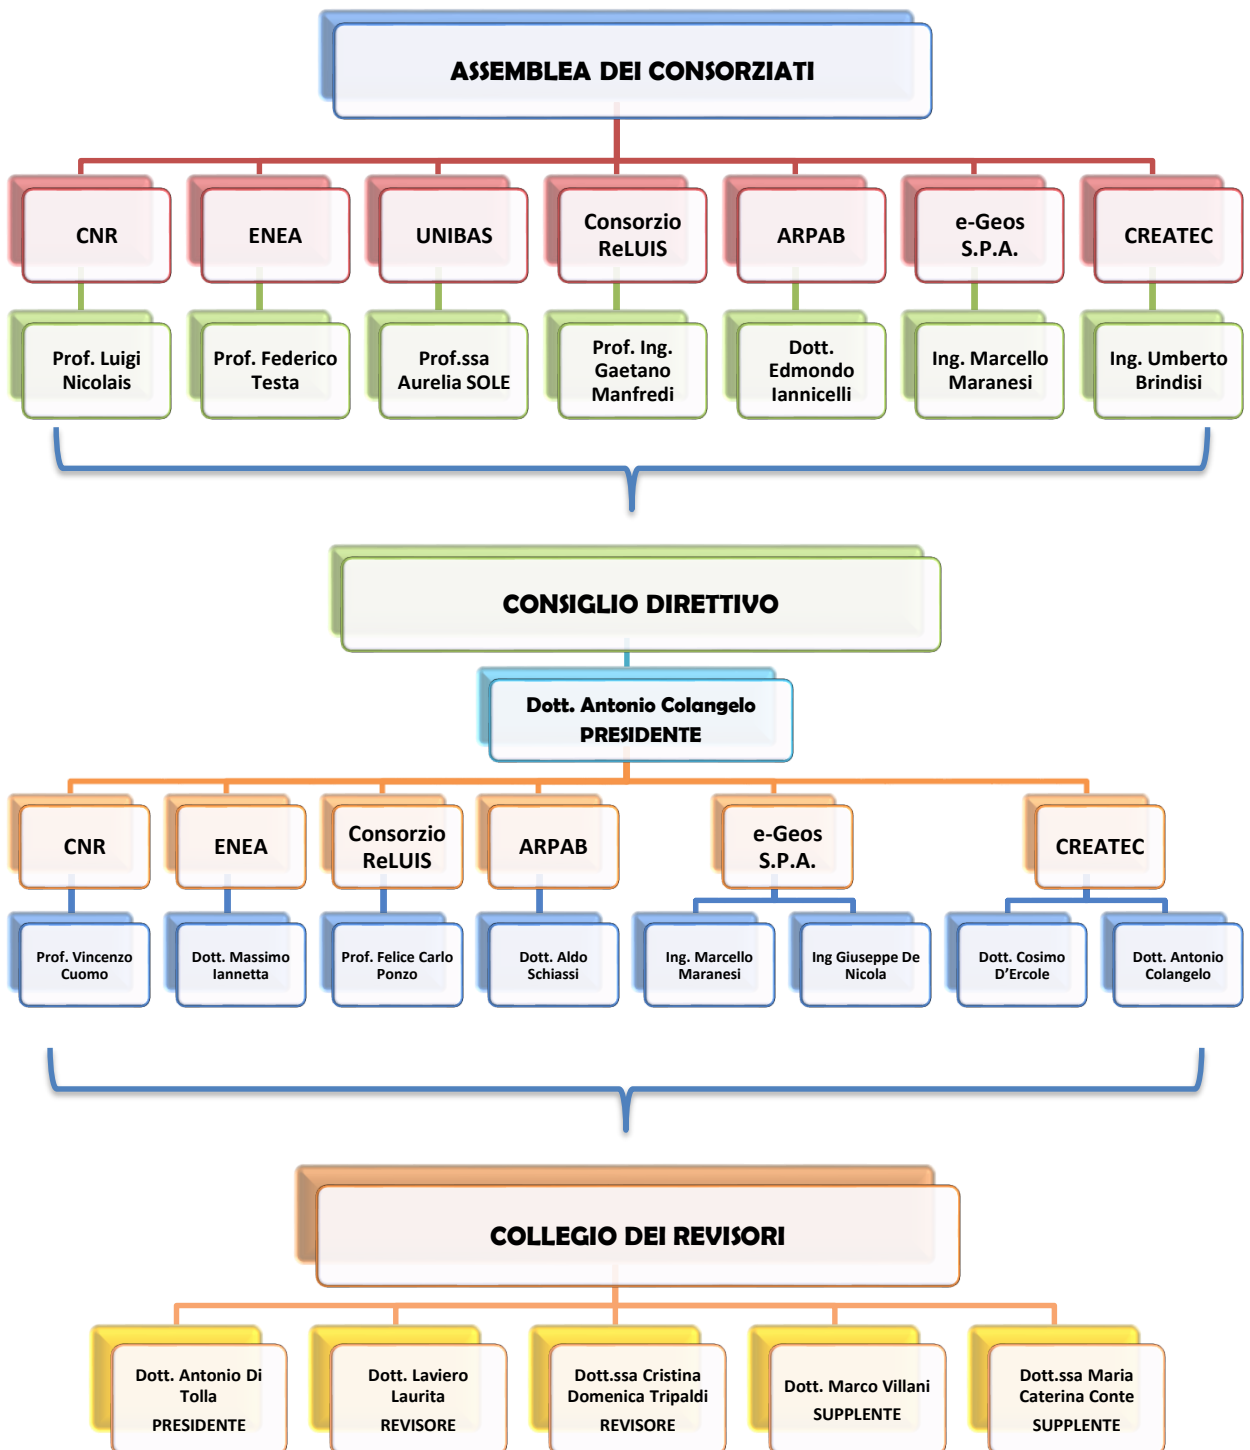 ASSEMBLEA DEI CONSORZIATI
CNR
ENEA
UNIBAS
Consorzio
ReLUIS
ARPAB
e-Geos
S.P.A.
CREATEC
Prof. Luigi
Nicolais
Prof. Federico
Testa
Prof.ssa
Aurelia SOLE
Prof. Ing.
Gaetano
Manfredi
Dott.
Edmondo
Iannicelli
Ing. Marcello
Maranesi
Ing. Umberto
Brindisi
CONSIGLIO DIRETTIVO
Dott. Antonio Colangelo
PRESIDENTE
CNR
ENEA
Consorzio
ReLUIS
ARPAB
e-Geos
S.P.A.
CREATEC
Prof. Vincenzo
Cuomo
Dott. Massimo
Iannetta
Prof. Felice Carlo
Ponzo
Dott. Aldo
Schiassi
Ing. Marcello
Maranesi
Ing Giuseppe De
Nicola
Dott. Cosimo
D'Ercole
Dott. Antonio
Colangelo
COLLEGIO DEI REVISORI
Dott. Antonio Di
Tolla
PRESIDENTE
Dott. Laviero
Laurita
REVISORE
Dott.ssa Cristina
Domenica Tripaldi
REVISORE
Dott. Marco Villani
SUPPLENTE
Dott.ssa Maria
Caterina Conte
SUPPLENTE